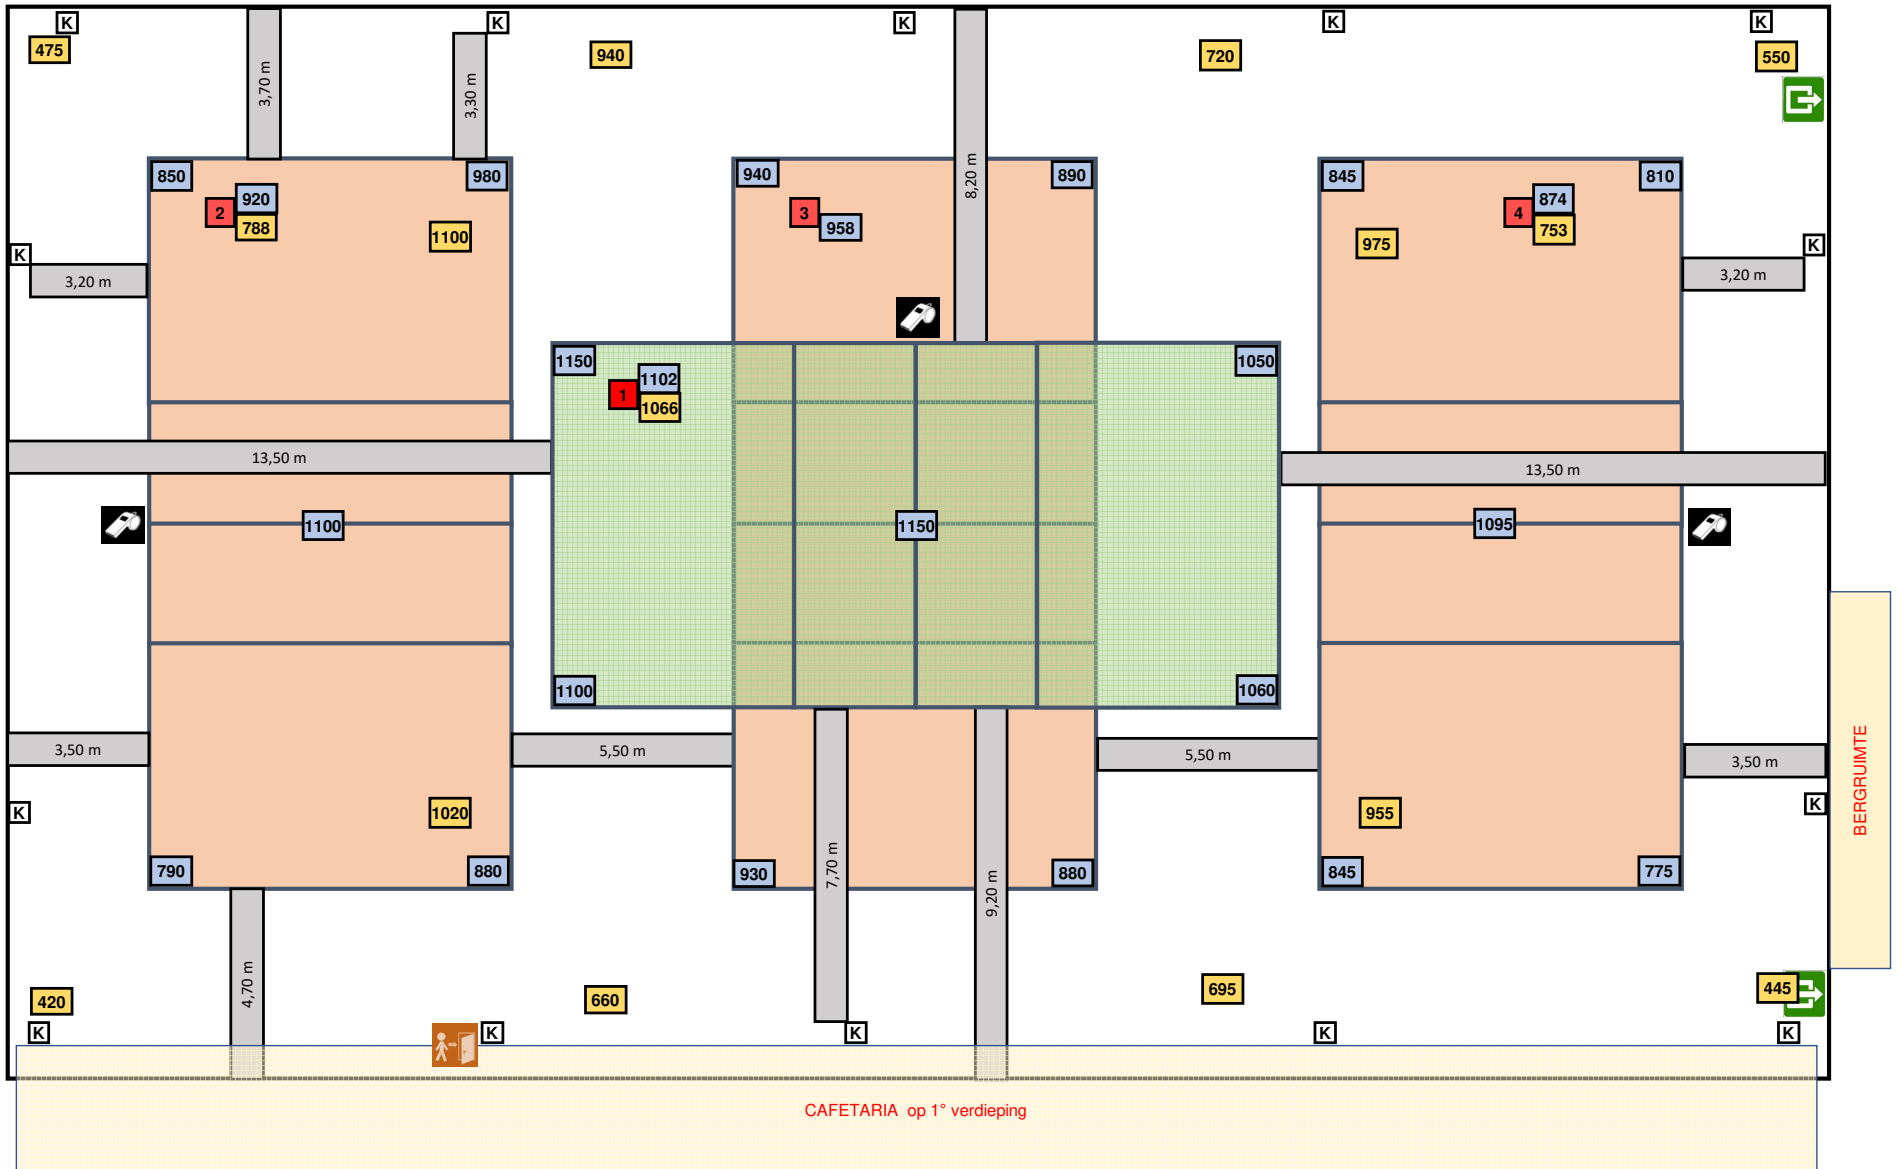 K
K
K
K
K
475
940
720
550
3,70 m
3,30 m
8,20 m
850
980
940
890
845
810
2
920
788
1100
3
958
4
874
753
975
K
3,20 m
K
3,20 m
1150
1050
1
1102
1066
13,50 m
13,50 m
1100
1150
1095
1100
1060
3,50 m
5,50 m
5,50 m
3,50 m
K
1020
955
K
BERGRUIMTE
7,70 m
9,20 m
790
880
930
880
845
775
4,70 m
420
660
695
445
K
K
K
K
K
CAFETARIA op 1° verdieping